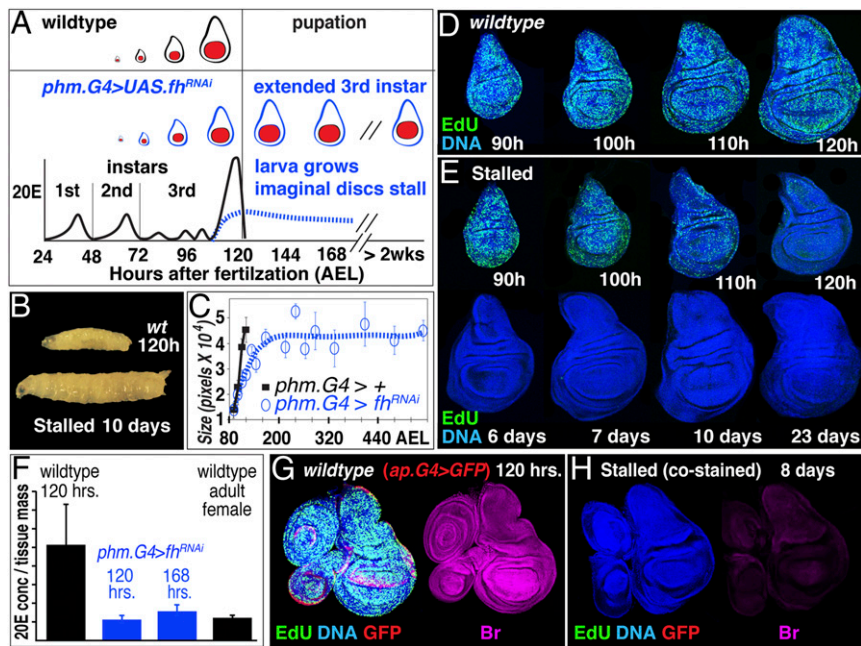 A wildtype pupation
phm.G4>UAS.fhRNAi extended 3rd instar
instars larva grows
1st 2nd 3rd imaginal discs stall
20E
24 48 72 96 120 144 168 > 2wks
Hours after fertilzation (AEL)
B wt
120h
Stalled 10 days
C
Size (pixels X 10⁴)
5
4
3
2
1
phm.G4> +
phm.G4 > fhRNAi
80 200 320 440 AEL
D wildtype
EdU
DNA 90h 100h 110h 120h
E Stalled
90h 100h 110h 120h
EdU
DNA 6 days 7 days 10 days 23 days
F wildtype wildtype
120 hrs. adult
female
phm.G4>fhRNAi
120 168
hrs. hrs.
20E conc / tissue mass
G wildtype (ap.G4>GFP) 120 hrs.
EdU DNA GFP Br
H Stalled (co-stained) 8 days
EdU DNA GFP Br